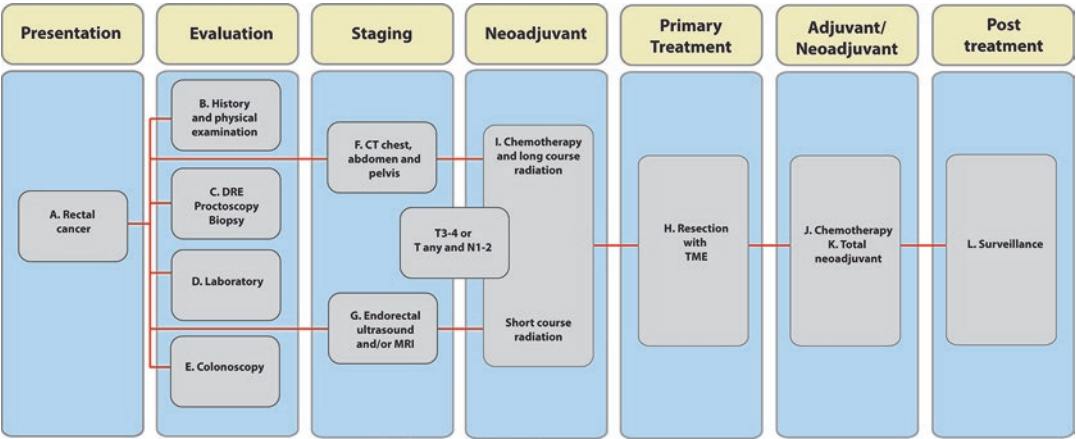 Presentation
Evaluation
Staging
Neoadjuvant
Primary
Treatment
Adjuvant/
Neoadjuvant
Post
treatment
A. Rectal
cancer
B. History
and physical
examination
C. DRE
Proctoscopy
Biopsy
D. Laboratory
E. Colonoscopy
F. CT chest,
abdomen and
pelvis
T3-4 or
T any and N1-2
G. Endorectal
ultrasound
and/or MRI
I. Chemotherapy
and long course
radiation
Short course
radiation
H. Resection
with
TME
J. Chemotherapy
K. Total
neoadjuvant
L. Surveillance